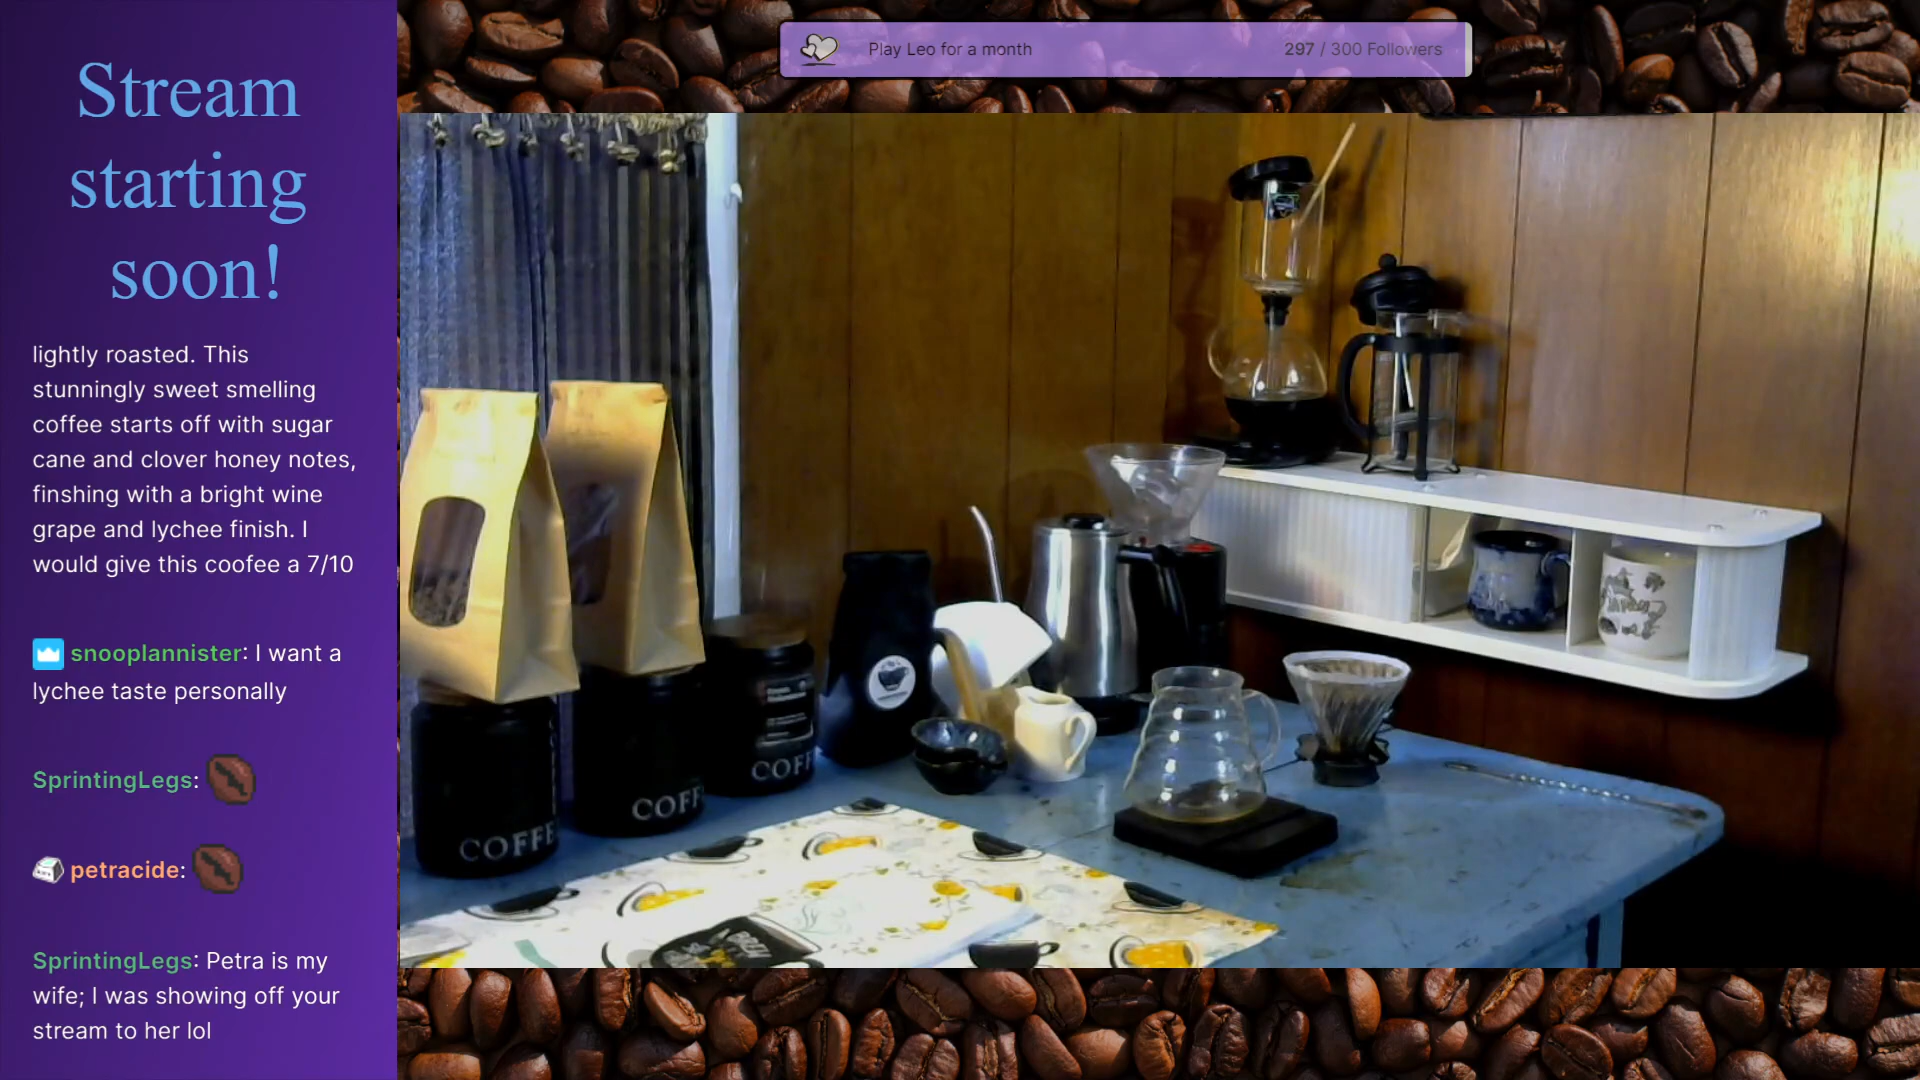 Stream
starting
soon!
Play Leo for a month
297 / 300 Followers
lightly roasted. This
stunningly sweet smelling
coffee starts off with sugar
cane and clover honey notes,
finshing with a bright wine
grape and lychee finish. I
would give this coofee a 7/10
snooplannister: I want a
lychee taste personally
SprintingLegs:
petracide:
SprintingLegs: Petra is my
wife; I was showing off your
stream to her lol
COFFE
COFF
COFF